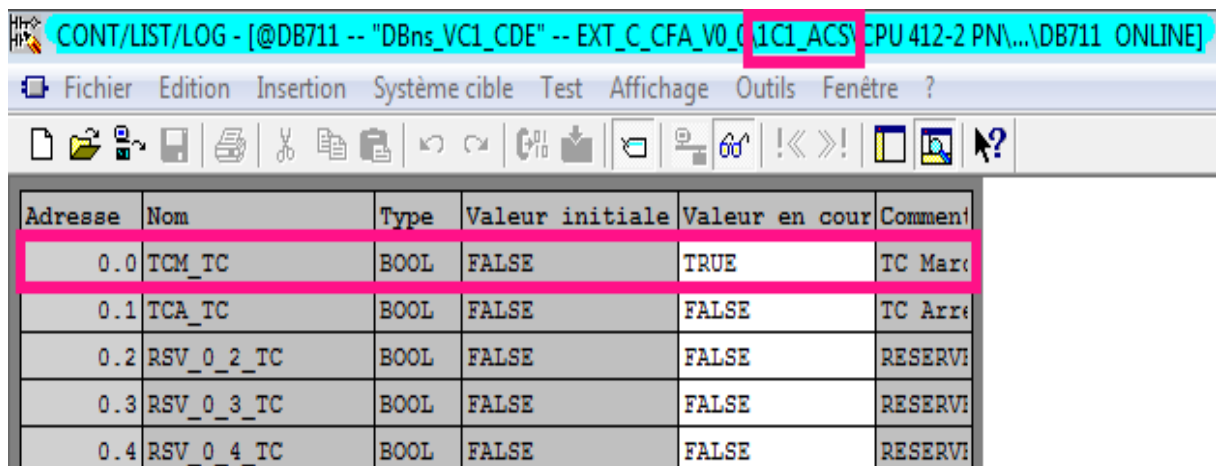 CONT/LIST/LOG - [@DB711 -- "DBns_VC1_CDE" -- EXT_C_CFA_V0_0\1C1_ACS\CPU 412-2 PN\...\DB711 ONLINE]
Fichier Edition Insertion Système cible Test Affichage Outils Fenêtre ?
Adresse Nom Type Valeur initiale Valeur en cour Comment
0.0 TCM_TC BOOL FALSE TRUE TC Marc
0.1 TCA_TC BOOL FALSE FALSE TC Arre
0.2 RSV_0_2_TC BOOL FALSE FALSE RESERVE
0.3 RSV_0_3_TC BOOL FALSE FALSE RESERVE
0.4 RSV_0_4_TC BOOL FALSE FALSE RESERVE